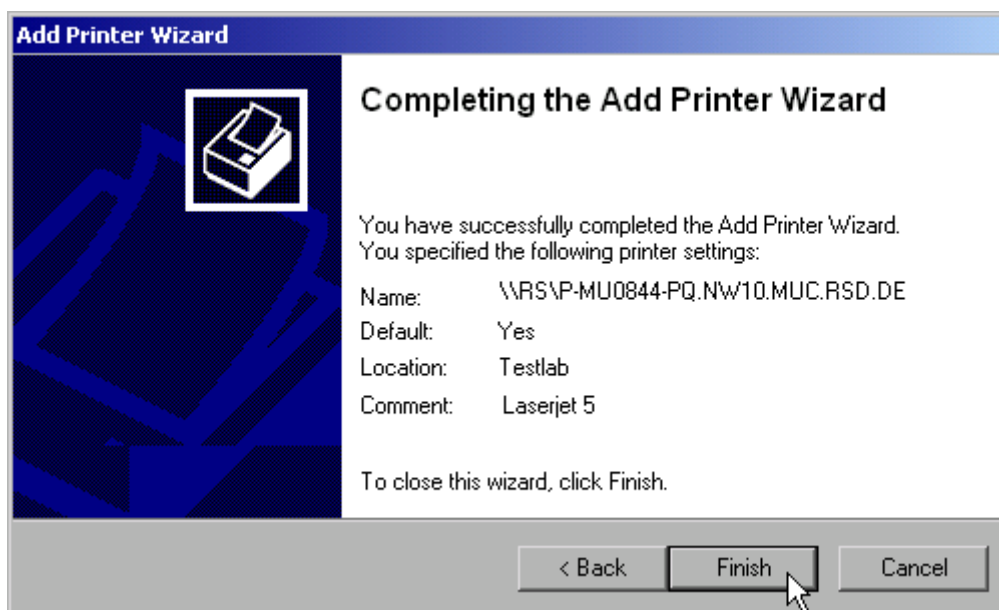 Add Printer Wizard
Completing the Add Printer Wizard
You have successfully completed the Add Printer Wizard.
You specified the following printer settings:
Name: \\RS\P-MU0844-PQ.NW10.MUC.RSD.DE
Default: Yes
Location: Testlab
Comment: Laserjet 5
To close this wizard, click Finish.
< Back Finish Cancel